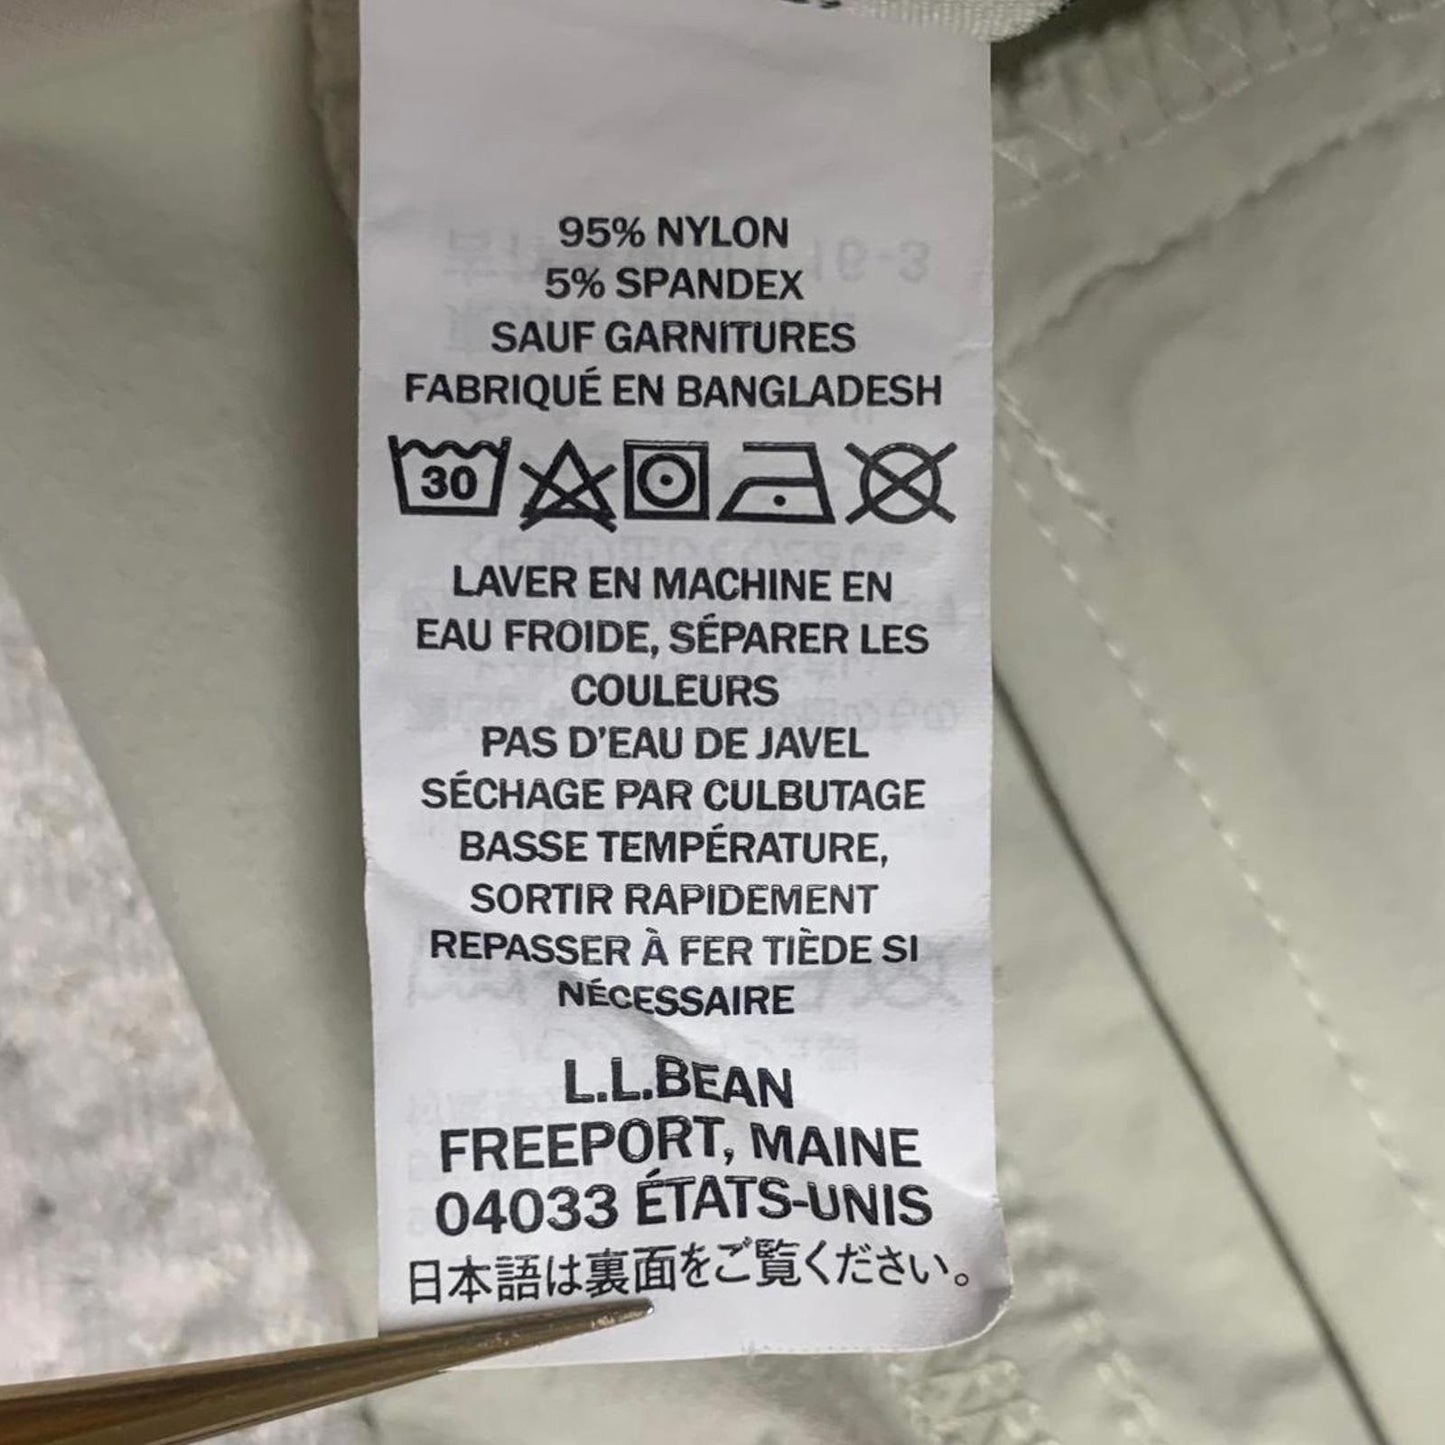 95% NYLON
5% SPANDEX
SAUF GARNITURES
FABRIQUÉ EN BANGLADESH
30
LAVER EN MACHINE EN
EAU FROIDE, SÉPARER LES
COULEURS
PAS D'EAU DE JAVEL
SÉCHAGE PAR CULBUTAGE
BASSE TEMPÉRATURE,
SORTIR RAPIDEMENT
REPASSER À FER TIÈDE SI
NÉCESSAIRE
L.L.BEAN
FREEPORT, MAINE
04033 ÉTATS-UNIS
日本語は裏面をご覧ください。